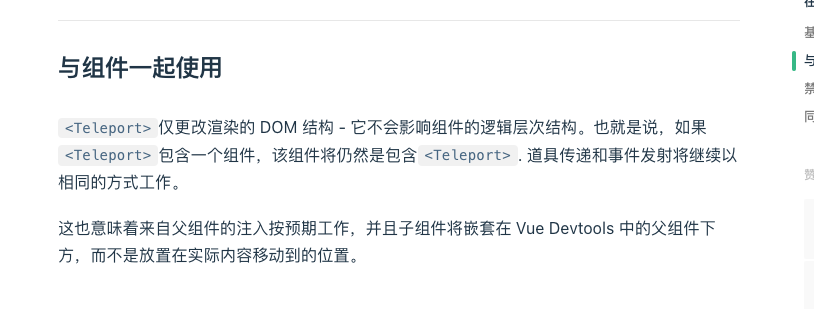 与组件一起使用
<Teleport>仅更改渲染的 DOM 结构 - 它不会影响组件的逻辑层次结构。也就是说，如果
<Teleport>包含一个组件，该组件将仍然是包含<Teleport>. 道具传递和事件发射将继续以
相同的方式工作。
这也意味着来自父组件的注入按预期工作，并且子组件将嵌套在 Vue Devtools 中的父组件下
方，而不是放置在实际内容移动到的位置。
基
与
禁
同
赞